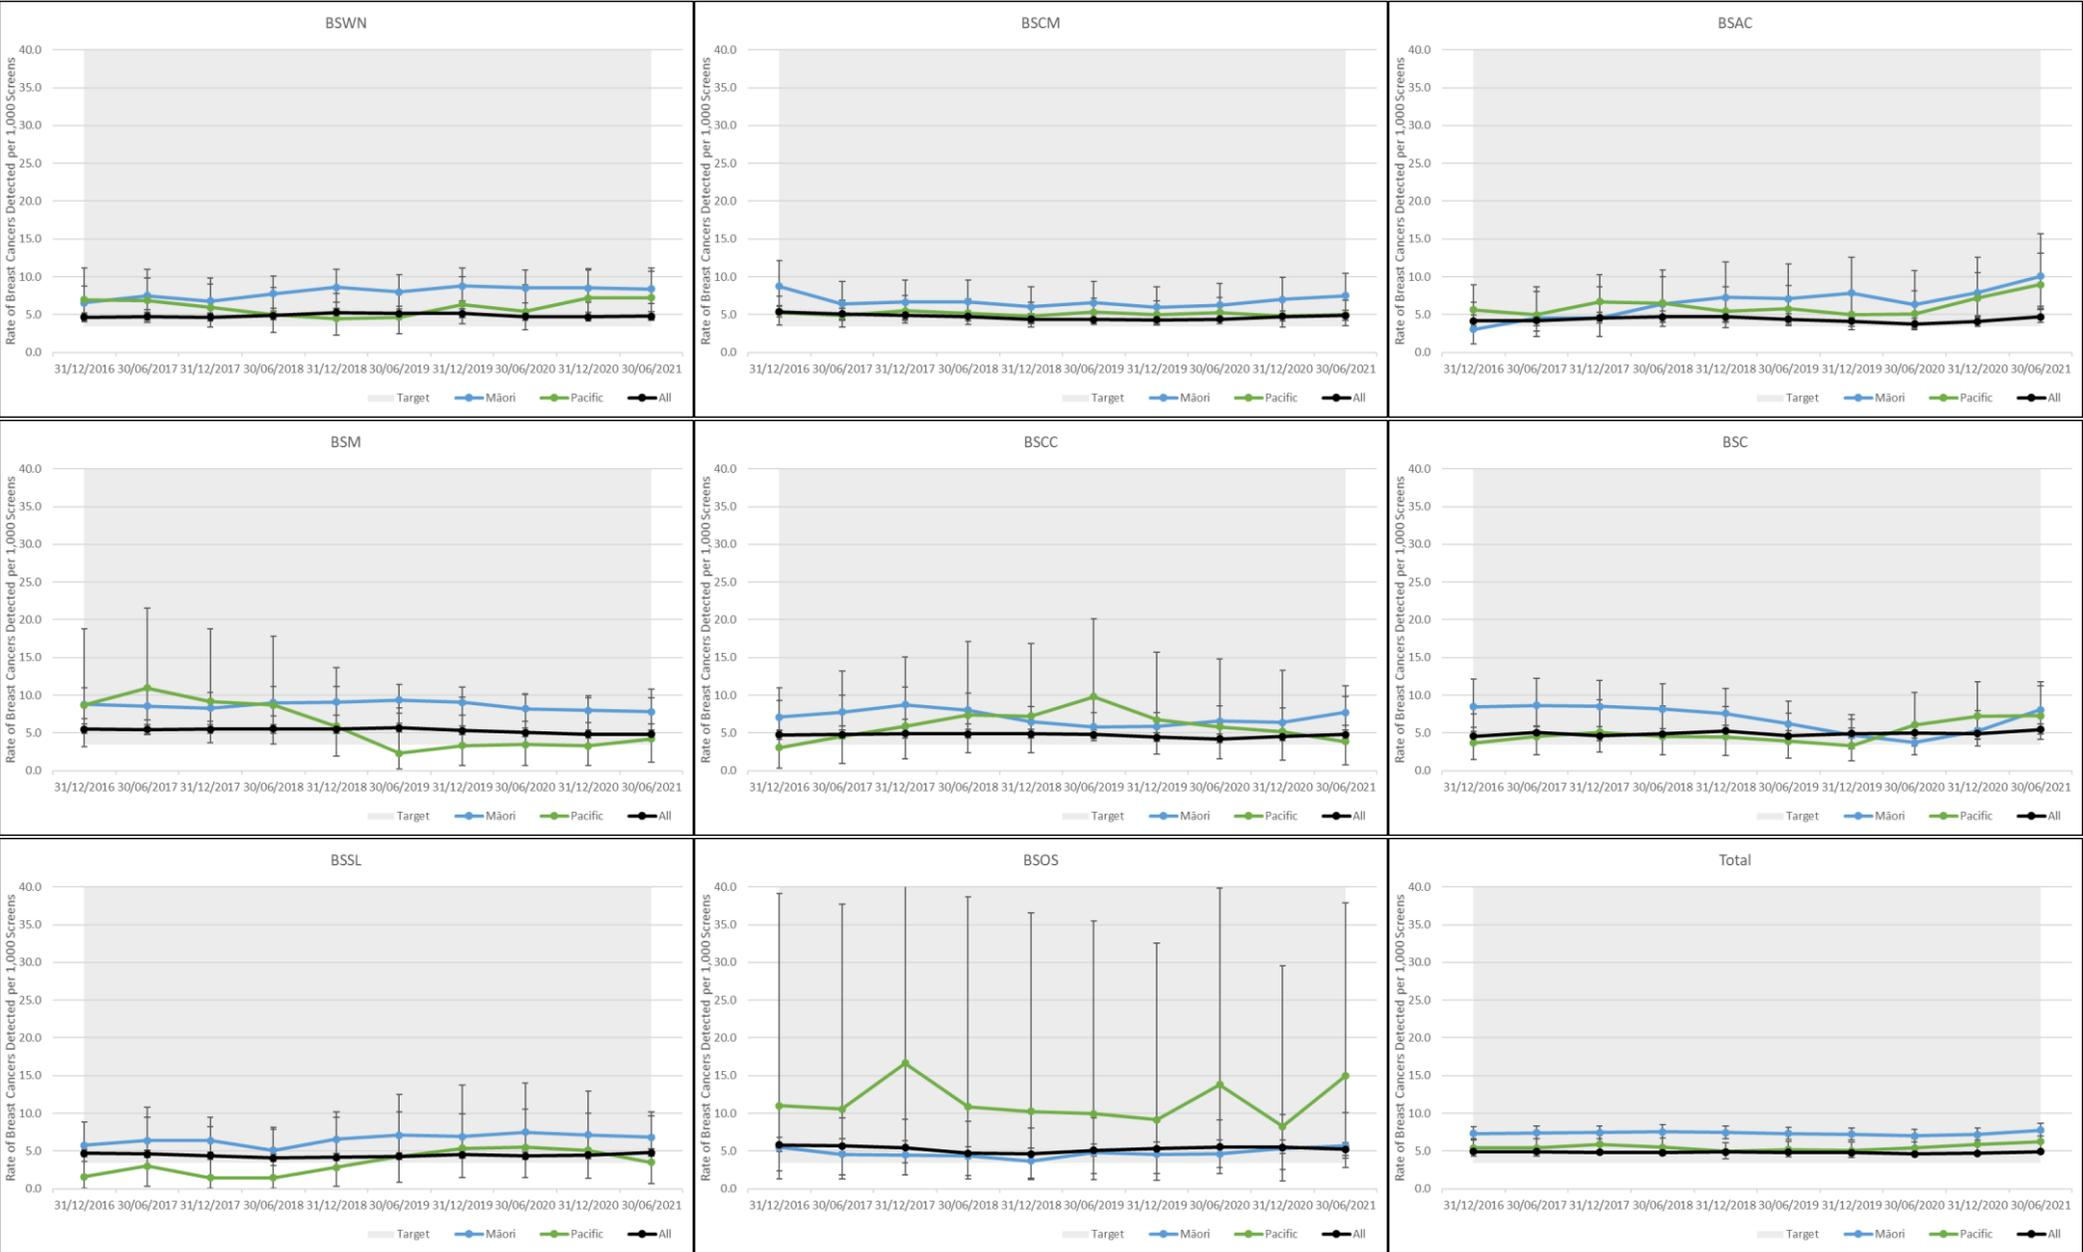 BSWN
Rate of Breast Cancers Detected per 1,000 Screens
40.0
35.0
30.0
25.0
20.0
15.0
10.0
5.0
0.0
31/12/2016 30/06/2017 31/12/2017 30/06/2018 31/12/2018 30/06/2019 31/12/2019 30/06/2020 31/12/2020 30/06/2021
Target Māori Pacific All
BSCM
Rate of Breast Cancers Detected per 1,000 Screens
40.0
35.0
30.0
25.0
20.0
15.0
10.0
5.0
0.0
31/12/2016 30/06/2017 31/12/2017 30/06/2018 31/12/2018 30/06/2019 31/12/2019 30/06/2020 31/12/2020 30/06/2021
Target Māori Pacific All
BSAC
Rate of Breast Cancers Detected per 1,000 Screens
40.0
35.0
30.0
25.0
20.0
15.0
10.0
5.0
0.0
31/12/2016 30/06/2017 31/12/2017 30/06/2018 31/12/2018 30/06/2019 31/12/2019 30/06/2020 31/12/2020 30/06/2021
Target Māori Pacific All
BSM
Rate of Breast Cancers Detected per 1,000 Screens
40.0
35.0
30.0
25.0
20.0
15.0
10.0
5.0
0.0
31/12/2016 30/06/2017 31/12/2017 30/06/2018 31/12/2018 30/06/2019 31/12/2019 30/06/2020 31/12/2020 30/06/2021
Target Māori Pacific All
BSCC
Rate of Breast Cancers Detected per 1,000 Screens
40.0
35.0
30.0
25.0
20.0
15.0
10.0
5.0
0.0
31/12/2016 30/06/2017 31/12/2017 30/06/2018 31/12/2018 30/06/2019 31/12/2019 30/06/2020 31/12/2020 30/06/2021
Target Māori Pacific All
BSC
Rate of Breast Cancers Detected per 1,000 Screens
40.0
35.0
30.0
25.0
20.0
15.0
10.0
5.0
0.0
31/12/2016 30/06/2017 31/12/2017 30/06/2018 31/12/2018 30/06/2019 31/12/2019 30/06/2020 31/12/2020 30/06/2021
Target Māori Pacific All
BSSL
Rate of Breast Cancers Detected per 1,000 Screens
40.0
35.0
30.0
25.0
20.0
15.0
10.0
5.0
0.0
31/12/2016 30/06/2017 31/12/2017 30/06/2018 31/12/2018 30/06/2019 31/12/2019 30/06/2020 31/12/2020 30/06/2021
Target Māori Pacific All
BSOS
Rate of Breast Cancers Detected per 1,000 Screens
40.0
35.0
30.0
25.0
20.0
15.0
10.0
5.0
0.0
31/12/2016 30/06/2017 31/12/2017 30/06/2018 31/12/2018 30/06/2019 31/12/2019 30/06/2020 31/12/2020 30/06/2021
Target Māori Pacific All
Total
Rate of Breast Cancers Detected per 1,000 Screens
40.0
35.0
30.0
25.0
20.0
15.0
10.0
5.0
0.0
31/12/2016 30/06/2017 31/12/2017 30/06/2018 31/12/2018 30/06/2019 31/12/2019 30/06/2020 31/12/2020 30/06/2021
Target Māori Pacific All